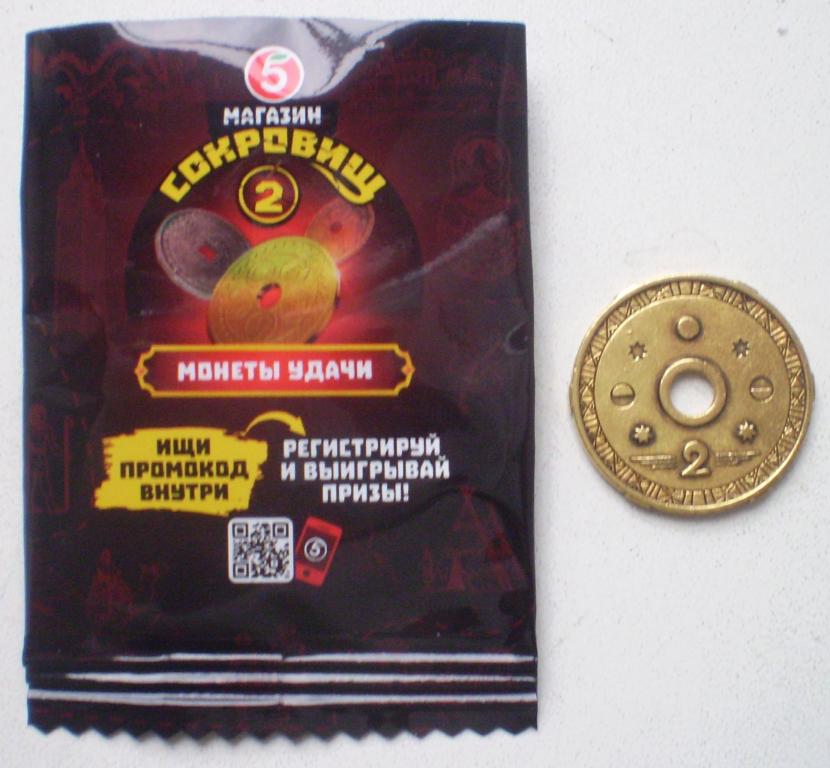 5
МАГАЗИН
СОКРОВИЩ
2
МОНЕТЫ УДАЧИ
ИЩИ
ПРОМОКОД
ВНУТРИ
РЕГИСТРИРУЙ
И ВЫИГРЫВАЙ
ПРИЗЫ!
5
2